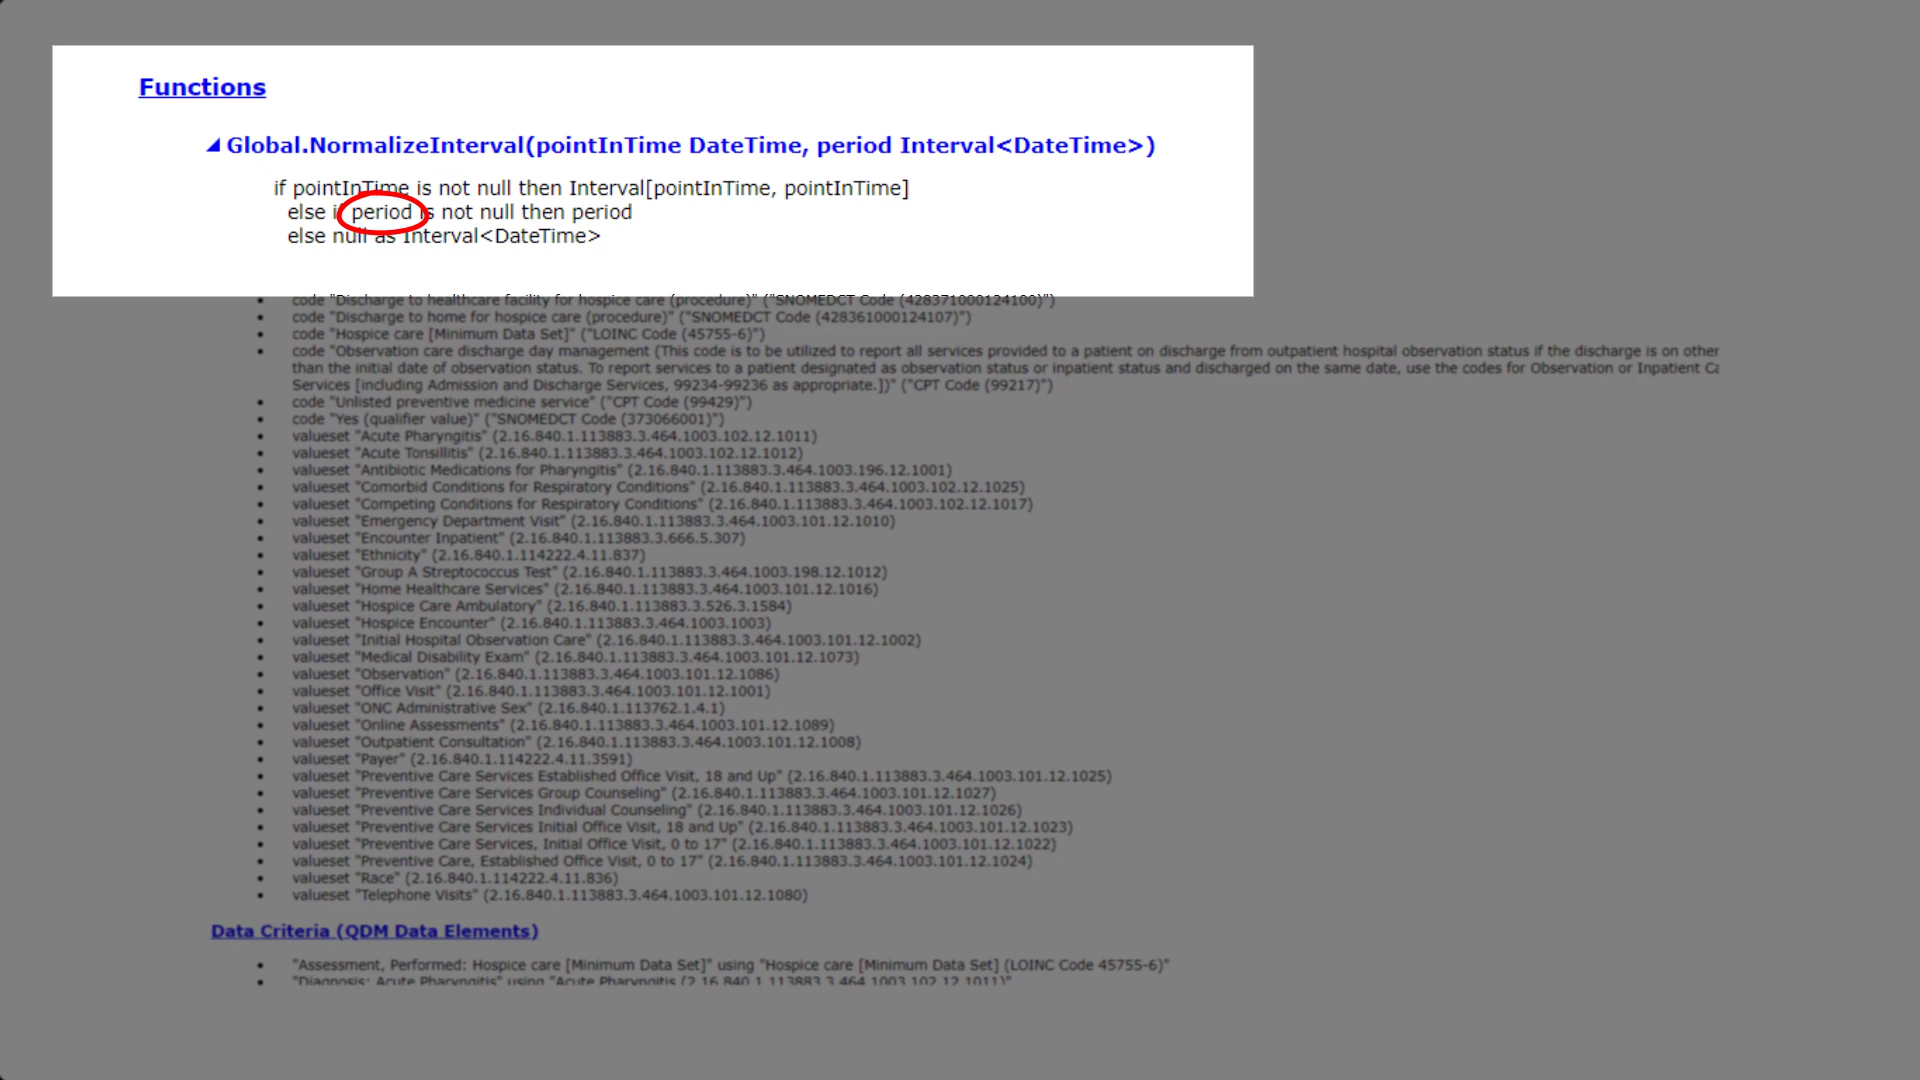 Functions
Global.NormalizeInterval(pointInTime DateTime, period Interval<DateTime>)
if pointInTime is not null then Interval[pointInTime, pointInTime]
else if period is not null then period
else null as Interval<DateTime>
code "Discharge to healthcare facility for hospice care (procedure)" ("SNOMEDCT Code (428371000124100)")
code "Discharge to home for hospice care (procedure)" ("SNOMEDCT Code (428361000124107)")
code "Hospice care [Minimum Data Set]" ("LOINC Code (45755-6)")
code "Observation care discharge day management (This code is to be utilized to report all services provided to a patient on discharge from outpatient hospital observation status if the discharge is on other
than the initial date of observation status. To report services to a patient designated as observation status or inpatient status and discharged on the same date, use the codes for Observation or Inpatient Ca
Services [including Admission and Discharge Services, 99234-99236 as appropriate.])" ("CPT Code (99217)")
code "Unlisted preventive medicine service" ("CPT Code (99429)")
code "Yes (qualifier value)" ("SNOMEDCT Code (373066001)")
valueset "Acute Pharyngitis" (2.16.840.1.113883.3.464.1003.102.12.1011)
valueset "Acute Tonsillitis" (2.16.840.1.113883.3.464.1003.102.12.1012)
valueset "Antibiotic Medications for Pharyngitis" (2.16.840.1.113883.3.464.1003.196.12.1001)
valueset "Comorbid Conditions for Respiratory Conditions" (2.16.840.1.113883.3.464.1003.102.12.1025)
valueset "Competing Conditions for Respiratory Conditions" (2.16.840.1.113883.3.464.1003.102.12.1017)
valueset "Emergency Department Visit" (2.16.840.1.113883.3.464.1003.101.12.1010)
valueset "Encounter Inpatient" (2.16.840.1.113883.3.666.5.307)
valueset "Ethnicity" (2.16.840.1.114222.4.11.837)
valueset "Group A Streptococcus Test" (2.16.840.1.113883.3.464.1003.198.12.1012)
valueset "Home Healthcare Services" (2.16.840.1.113883.3.464.1003.101.12.1016)
valueset "Hospice Care Ambulatory" (2.16.840.1.113883.3.526.3.1584)
valueset "Hospice Encounter" (2.16.840.1.113883.3.464.1003.1003)
valueset "Initial Hospital Observation Care" (2.16.840.1.113883.3.464.1003.101.12.1002)
valueset "Medical Disability Exam" (2.16.840.1.113883.3.464.1003.101.12.1073)
valueset "Observation" (2.16.840.1.113883.3.464.1003.101.12.1086)
valueset "Office Visit" (2.16.840.1.113883.3.464.1003.101.12.1001)
valueset "ONC Administrative Sex" (2.16.840.1.113762.1.4.1)
valueset "Online Assessments" (2.16.840.1.113883.3.464.1003.101.12.1089)
valueset "Outpatient Consultation" (2.16.840.1.113883.3.464.1003.101.12.1008)
valueset "Payer" (2.16.840.1.114222.4.11.3591)
valueset "Preventive Care Services Established Office Visit, 18 and Up" (2.16.840.1.113883.3.464.1003.101.12.1025)
valueset "Preventive Care Services Group Counseling" (2.16.840.1.113883.3.464.1003.101.12.1027)
valueset "Preventive Care Services Individual Counseling" (2.16.840.1.113883.3.464.1003.101.12.1026)
valueset "Preventive Care Services Initial Office Visit, 18 and Up" (2.16.840.1.113883.3.464.1003.101.12.1023)
valueset "Preventive Care Services, Initial Office Visit, 0 to 17" (2.16.840.1.113883.3.464.1003.101.12.1022)
valueset "Preventive Care, Established Office Visit, 0 to 17" (2.16.840.1.113883.3.464.1003.101.12.1024)
valueset "Race" (2.16.840.1.114222.4.11.836)
valueset "Telephone Visits" (2.16.840.1.113883.3.464.1003.101.12.1080)
Data Criteria (QDM Data Elements)
"Assessment, Performed: Hospice care [Minimum Data Set]" using "Hospice care [Minimum Data Set] (LOINC Code 45755-6)"
"Diagnosis: Acute Pharyngitis" using "Acute Pharyngitis (2.16.840.1.113883.3.464.1003.102.12.1011)"